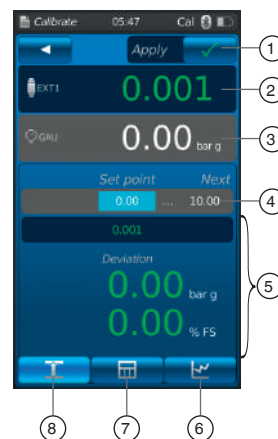 Calibrate 05:47 Cal
Apply
1
EXT1 0.001
2
GAU 0.00 bar g
3
Set point Next
0.00 ... 10.00
4
0.001
Deviation
0.00 bar g
5
0.00 % FS
8 7 6